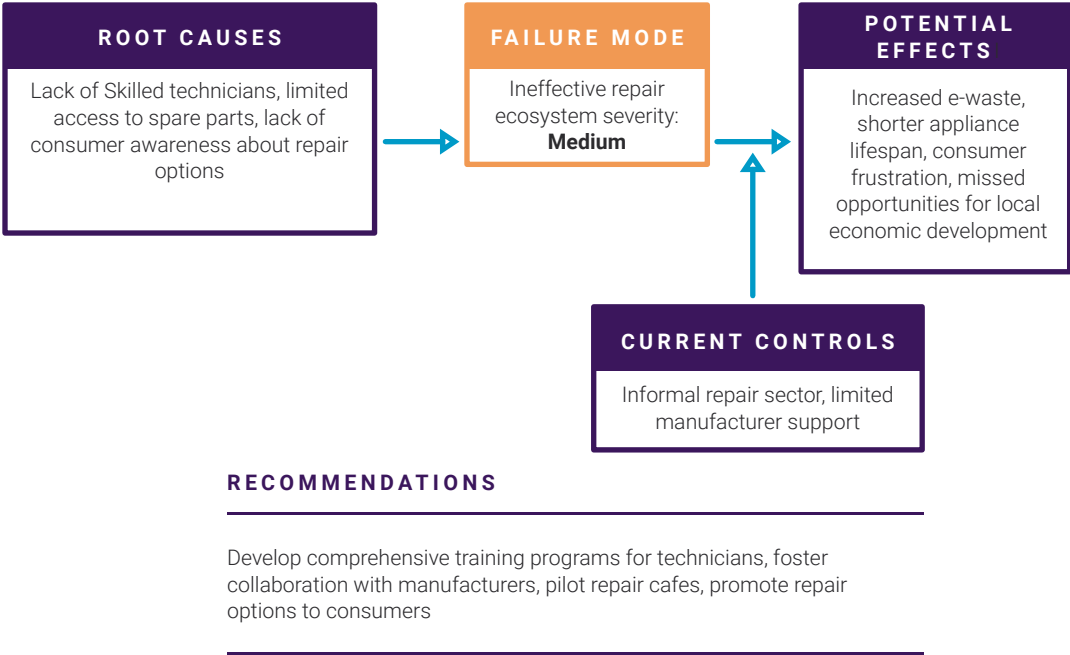 ROOT CAUSES
Lack of Skilled technicians, limited
access to spare parts, lack of
consumer awareness about repair
options
FAILURE MODE
Ineffective repair
ecosystem severity:
Medium
POTENTIAL
EFFECTS
Increased e-waste,
shorter appliance
lifespan, consumer
frustration, missed
opportunities for local
economic development
CURRENT CONTROLS
Informal repair sector, limited
manufacturer support
RECOMMENDATIONS
Develop comprehensive training programs for technicians, foster
collaboration with manufacturers, pilot repair cafes, promote repair
options to consumers